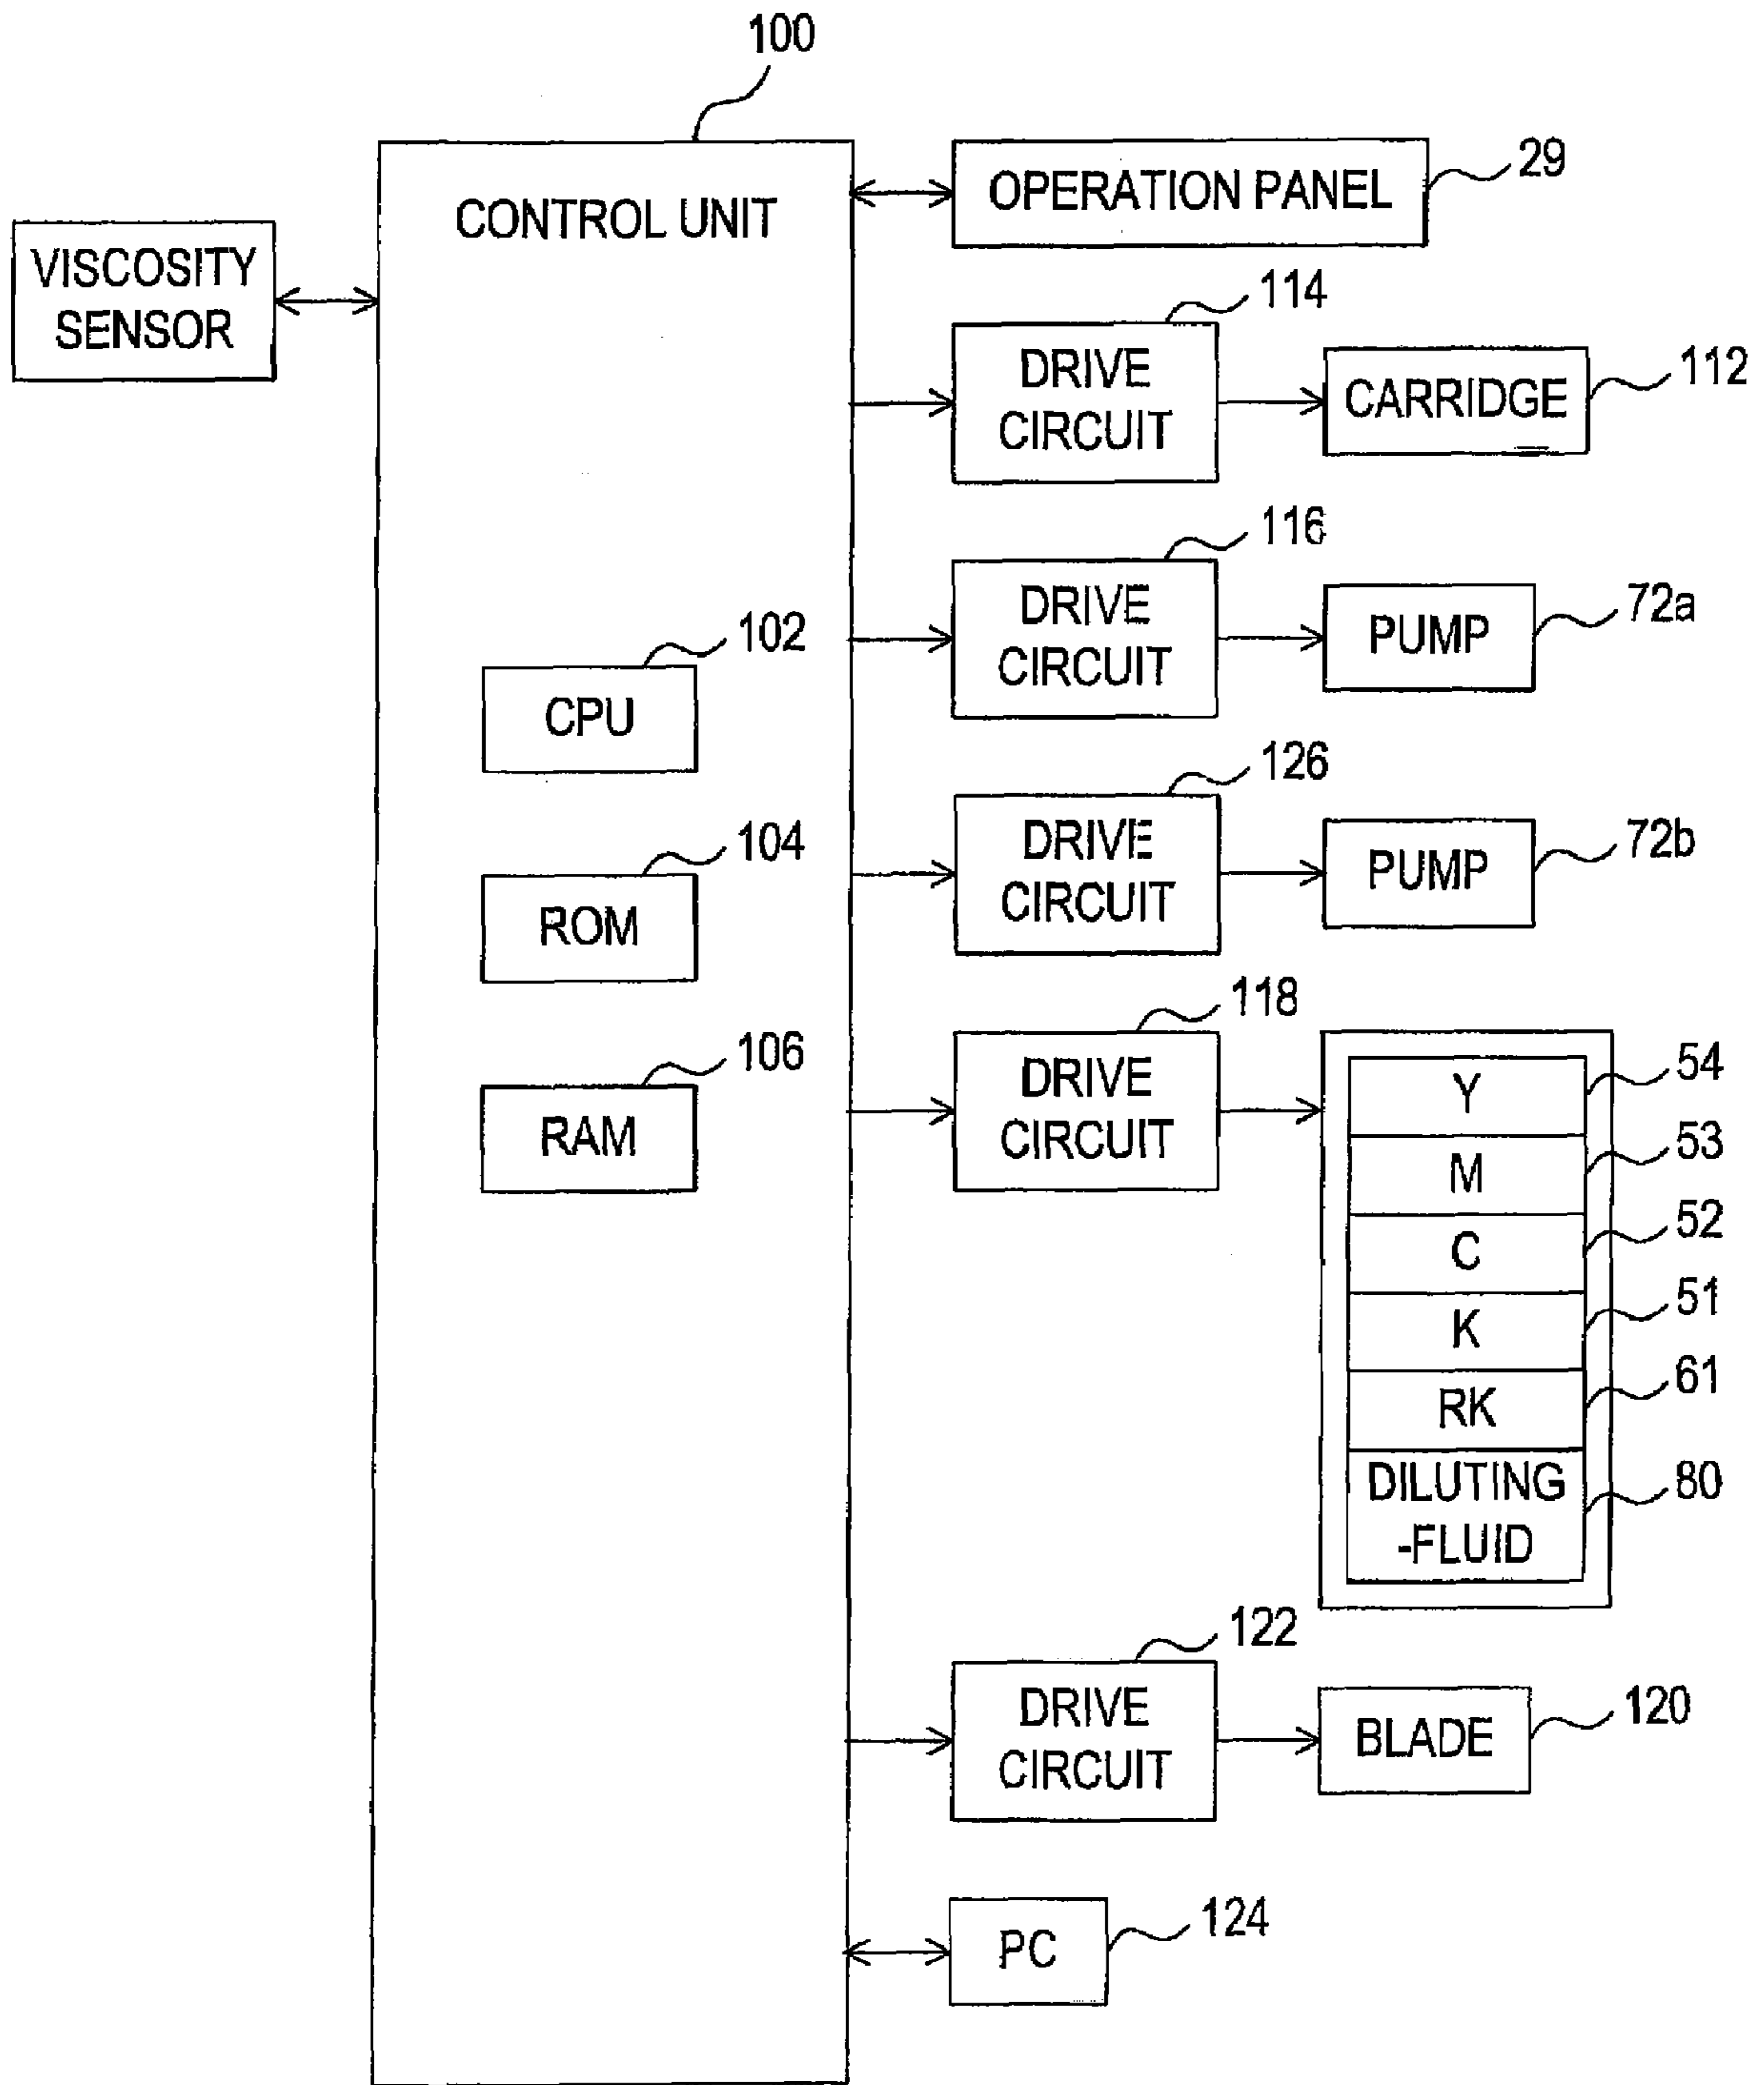 100
CONTROL UNIT
VISCOSITY
SENSOR
OPERATION PANEL
29
DRIVE
CIRCUIT
114
CARRIDGE
112
DRIVE
CIRCUIT
116
PUMP
72a
CPU
102
DRIVE
CIRCUIT
126
PUMP
72b
ROM
104
RAM
106
DRIVE
CIRCUIT
118
Y
54
M
53
C
52
K
51
RK
61
DILUTING
-FLUID
80
DRIVE
CIRCUIT
122
BLADE
120
PC
124